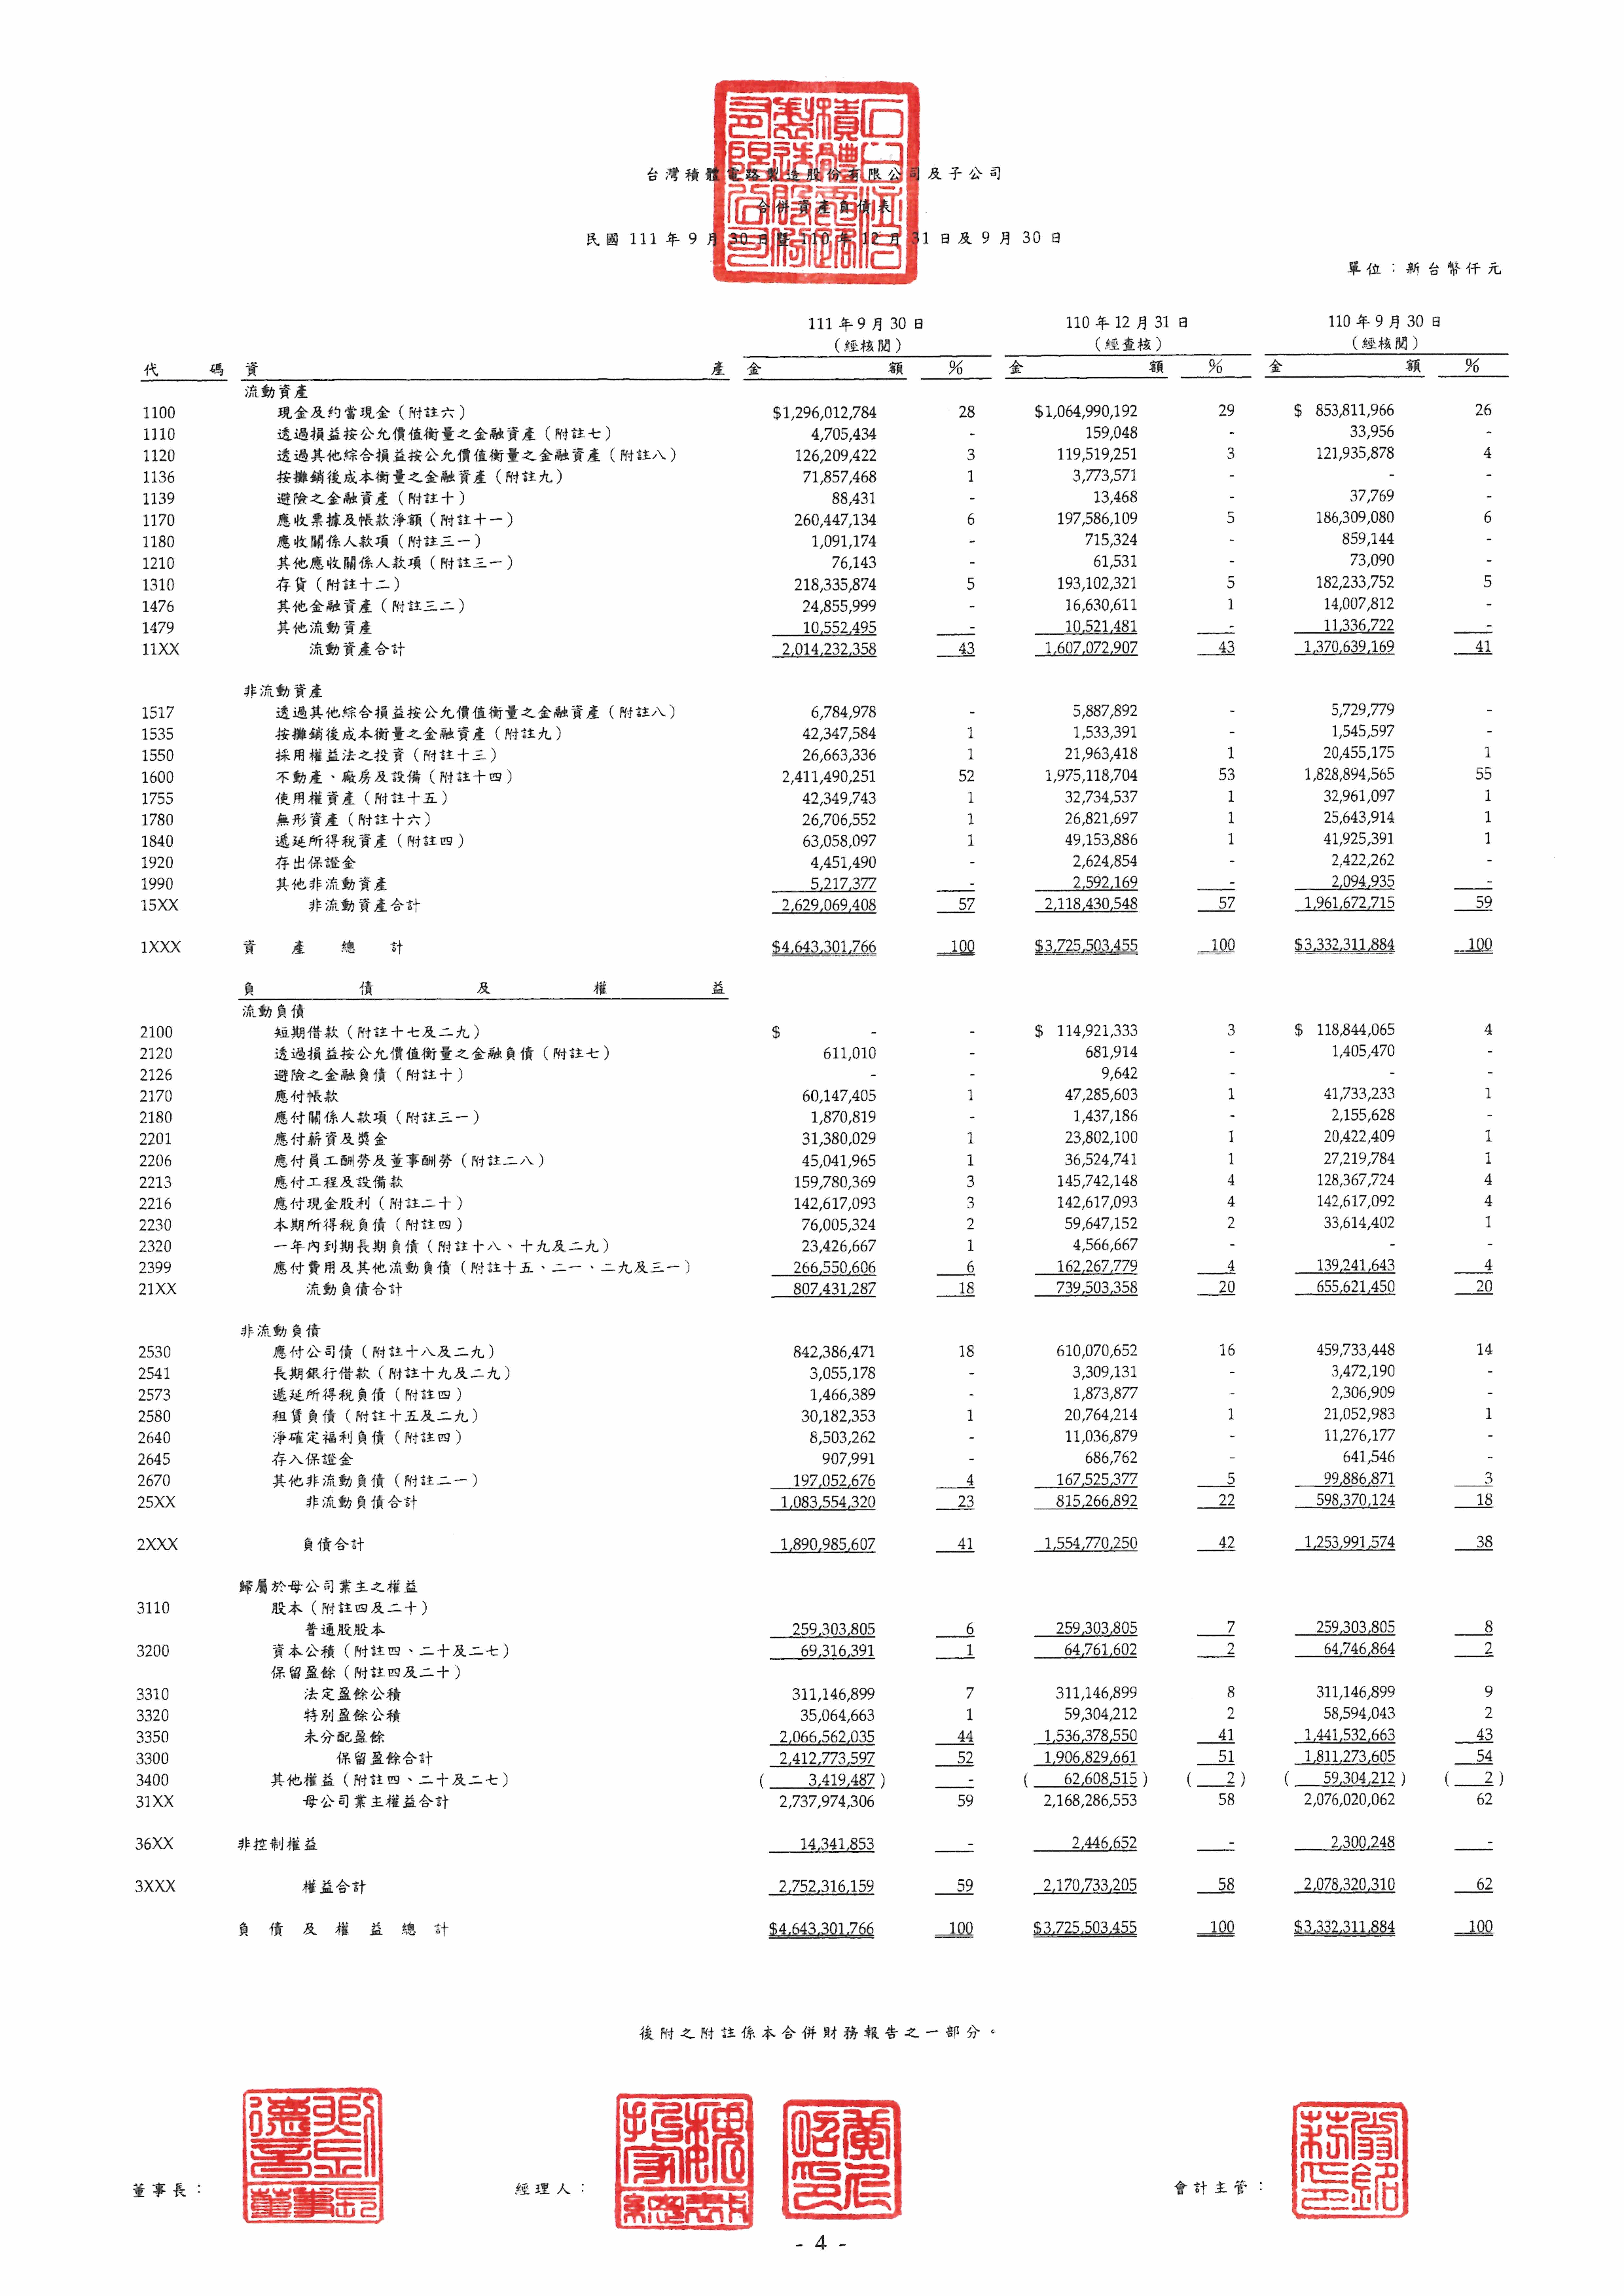 台灣積體電路製造股份有限公司及子公司
合併資產負債表
民國 111 年 9 月 30 日暨 110 年 12 月 31 日及 9 月 30 日
單位：新台幣仟元
111 年 9 月 30 日 110 年 12 月 31 日 110 年 9 月 30 日
（經核閱） （經查核） （經核閱）
代 碼 資 產 金 額 % 金 額 % 金 額 %
流動資產
1100 現金及約當現金（附註六） $1,296,012,784 28 $1,064,990,192 29 $ 853,811,966 26
1110 透過損益按公允價值衡量之金融資產（附註七） 4,705,434 - 159,048 - 33,956 -
1120 透過其他綜合損益按公允價值衡量之金融資產（附註八） 126,209,422 3 119,519,251 3 121,935,878 4
1136 按攤銷後成本衡量之金融資產（附註九） 71,857,468 1 3,773,571 - - -
1139 避險之金融資產（附註十） 88,431 - 13,468 - 37,769 -
1170 應收票據及帳款淨額（附註十一） 260,447,134 6 197,586,109 5 186,309,080 6
1180 應收關係人款項（附註三一） 1,091,174 - 715,324 - 859,144 -
1210 其他應收關係人款項（附註三一） 76,143 - 61,531 - 73,090 -
1310 存貨（附註十二） 218,335,874 5 193,102,321 5 182,233,752 5
1476 其他金融資產（附註三二） 24,855,999 - 16,630,611 1 14,007,812 -
1479 其他流動資產 10,552,495 - 10,521,481 - 11,336,722 -
11XX 流動資產合計 2,014,232,358 43 1,607,072,907 43 1,370,639,169 41
非流動資產
1517 透過其他綜合損益按公允價值衡量之金融資產（附註八） 6,784,978 - 5,887,892 - 5,729,779 -
1535 按攤銷後成本衡量之金融資產（附註九） 42,347,584 1 1,533,391 - 1,545,597 -
1550 採用權益法之投資（附註十三） 26,663,336 1 21,963,418 1 20,455,175 1
1600 不動產、廠房及設備（附註十四） 2,411,490,251 52 1,975,118,704 53 1,828,894,565 55
1755 使用權資產（附註十五） 42,349,743 1 32,734,537 1 32,961,097 1
1780 無形資產（附註十六） 26,706,552 1 26,821,697 1 25,643,914 1
1840 遞延所得稅資產（附註四） 63,058,097 1 49,153,886 1 41,925,391 1
1920 存出保證金 4,451,490 - 2,624,854 - 2,422,262 -
1990 其他非流動資產 5,217,377 - 2,592,169 - 2,094,935 -
15XX 非流動資產合計 2,629,069,408 57 2,118,430,548 57 1,961,672,715 59
1XXX 資 產 總 計 $4,643,301,766 100 $3,725,503,455 100 $3,332,311,884 100
負 債 及 權 益
流動負債
2100 短期借款（附註十七及二九） $ - - $ 114,921,333 3 $ 118,844,065 4
2120 透過損益按公允價值衡量之金融負債（附註七） 611,010 - 681,914 - 1,405,470 -
2126 避險之金融負債（附註十） - - 9,642 - - -
2170 應付帳款 60,147,405 1 47,285,603 1 41,733,233 1
2180 應付關係人款項（附註三一） 1,870,819 - 1,437,186 - 2,155,628 -
2201 應付薪資及獎金 31,380,029 1 23,802,100 1 20,422,409 1
2206 應付員工酬勞及董事酬勞（附註二八） 45,041,965 1 36,524,741 1 27,219,784 1
2213 應付工程及設備款 159,780,369 3 145,742,148 4 128,367,724 4
2216 應付現金股利（附註二十） 142,617,093 3 142,617,093 4 142,617,092 4
2230 本期所得稅負債（附註四） 76,005,324 2 59,647,152 2 33,614,402 1
2320 一年內到期長期負債（附註十八、十九及二九） 23,426,667 1 4,566,667 - - -
2399 應付費用及其他流動負債（附註十五、二一、二九及三一） 266,550,606 6 162,267,779 4 139,241,643 4
21XX 流動負債合計 807,431,287 18 739,503,358 20 655,621,450 20
非流動負債
2530 應付公司債（附註十八及二九） 842,386,471 18 610,070,652 16 459,733,448 14
2541 長期銀行借款（附註十九及二九） 3,055,178 - 3,309,131 - 3,472,190 -
2573 遞延所得稅負債（附註四） 1,466,389 - 1,873,877 - 2,306,909 -
2580 租賃負債（附註十五及二九） 30,182,353 1 20,764,214 1 21,052,983 1
2640 淨確定福利負債（附註四） 8,503,262 - 11,036,879 - 11,276,177 -
2645 存入保證金 907,991 - 686,762 - 641,546 -
2670 其他非流動負債（附註二一） 197,052,676 4 167,525,377 5 99,886,871 3
25XX 非流動負債合計 1,083,554,320 23 815,266,892 22 598,370,124 18
2XXX 負債合計 1,890,985,607 41 1,554,770,250 42 1,253,991,574 38
歸屬於母公司業主之權益
3110 股本（附註四及二十）
普通股股本 259,303,805 6 259,303,805 7 259,303,805 8
3200 資本公積（附註四、二十及二七） 69,316,391 1 64,761,602 2 64,746,864 2
保留盈餘（附註四及二十）
3310 法定盈餘公積 311,146,899 7 311,146,899 8 311,146,899 9
3320 特別盈餘公積 35,064,663 1 59,304,212 2 58,594,043 2
3350 未分配盈餘 2,066,562,035 44 1,536,378,550 41 1,441,532,663 43
3300 保留盈餘合計 2,412,773,597 52 1,906,829,661 51 1,811,273,605 54
3400 其他權益（附註四、二十及二七） ( 3,419,487 ) - ( 62,608,515 ) ( 2 ) ( 59,304,212 ) ( 2 )
31XX 母公司業主權益合計 2,737,974,306 59 2,168,286,553 58 2,076,020,062 62
36XX 非控制權益 14,341,853 - 2,446,652 - 2,300,248 -
3XXX 權益合計 2,752,316,159 59 2,170,733,205 58 2,078,320,310 62
負 債 及 權 益 總 計 $4,643,301,766 100 $3,725,503,455 100 $3,332,311,884 100
後附之附註係本合併財務報告之一部分。
董事長： 經理人： 會計主管：
- 4 -